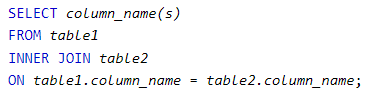 SELECT column_name(s)
FROM table1
INNER JOIN table2
ON table1.column_name = table2.column_name;